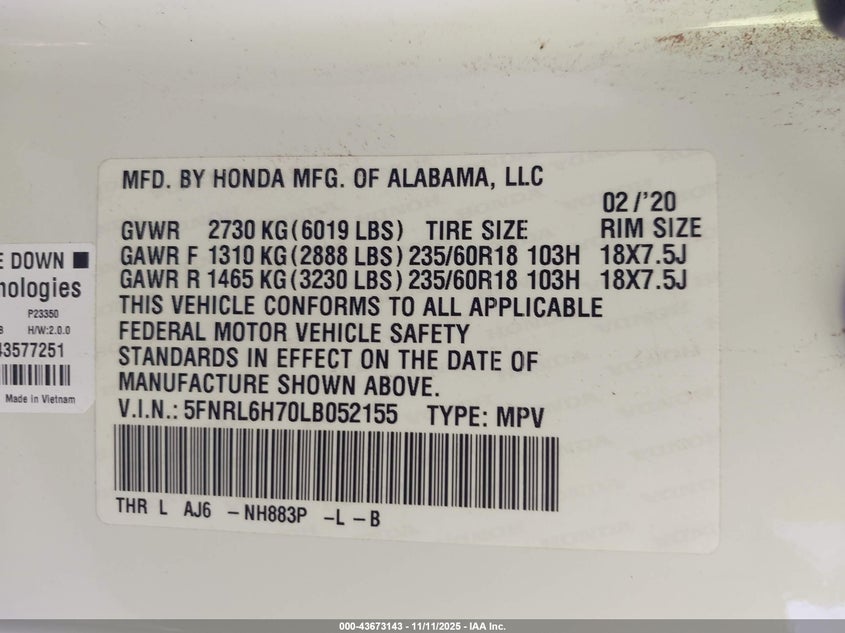 MFD. BY HONDA MFG. OF ALABAMA, LLC
02/'20
GVWR 2730 KG(6019 LBS) TIRE SIZE RIM SIZE
GAWR F 1310 KG(2888 LBS)235/60R18 103H 18X7.5J
GAWR R 1465 KG(3230 LBS)235/60R18 103H 18X7.5J
THIS VEHICLE CONFORMS TO ALL APPLICABLE
FEDERAL MOTOR VEHICLE SAFETY
STANDARDS IN EFFECT ON THE DATE OF
MANUFACTURE SHOWN ABOVE.
V.I.N.: 5FNRL6H70LB052155 TYPE: MPV
THR L AJ6 -NH883P -L -B
E DOWN
nologies
P23350
H/W:2.0.0
43577251
Made in Vietnam
000-43673143 - 11/11/2025 - IAA Inc.